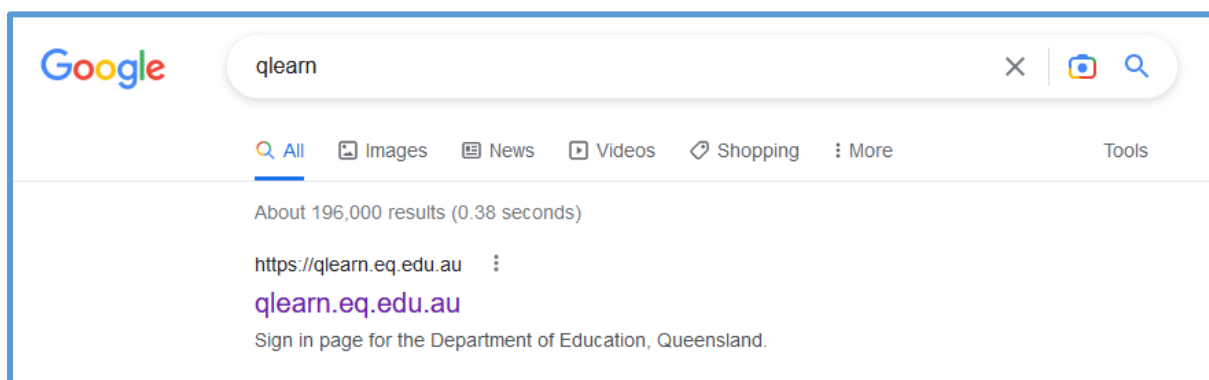 Google qlearn
All Images News Videos Shopping More Tools
About 196,000 results (0.38 seconds)
https://qlearn.eq.edu.au
qlearn.eq.edu.au
Sign in page for the Department of Education, Queensland.